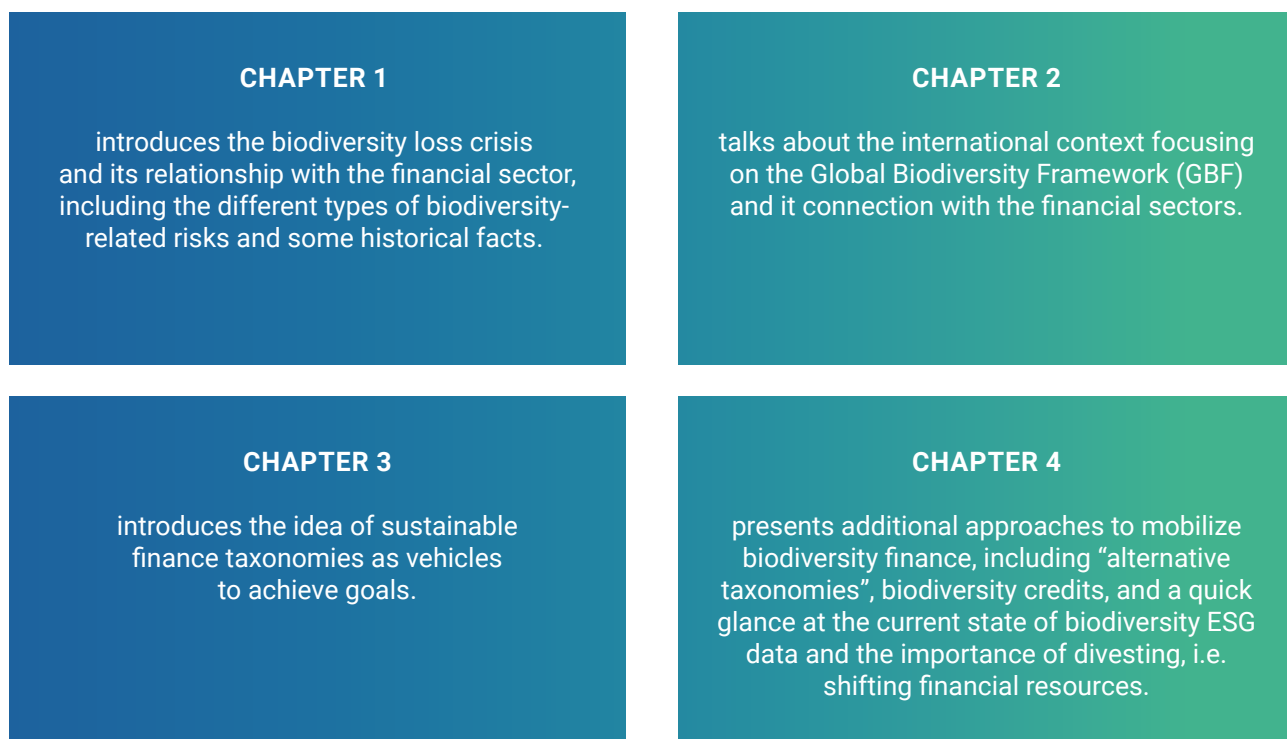 CHAPTER 1
introduces the biodiversity loss crisis
and its relationship with the financial sector,
including the different types of biodiversity-
related risks and some historical facts.
CHAPTER 2
talks about the international context focusing
on the Global Biodiversity Framework (GBF)
and it connection with the financial sectors.
CHAPTER 3
introduces the idea of sustainable
finance taxonomies as vehicles
to achieve goals.
CHAPTER 4
presents additional approaches to mobilize
biodiversity finance, including “alternative
taxonomies”, biodiversity credits, and a quick
glance at the current state of biodiversity ESG
data and the importance of divesting, i.e.
shifting financial resources.